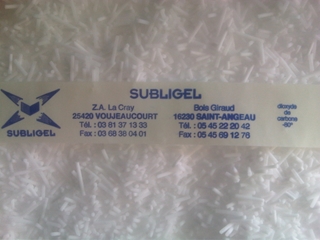 SUBLIGEL
SUBLIGEL
Z.A. La Cray
25420 VOUJEAUCOURT
Tél. : 03 81 37 13 33
Fax : 03 68 38 04 01
Bois Giraud
16230 SAINT-ANGEAU
Tél : 05 45 22 20 42
Fax : 05 45 69 12 76
dioxyde
de
carbone
-80°